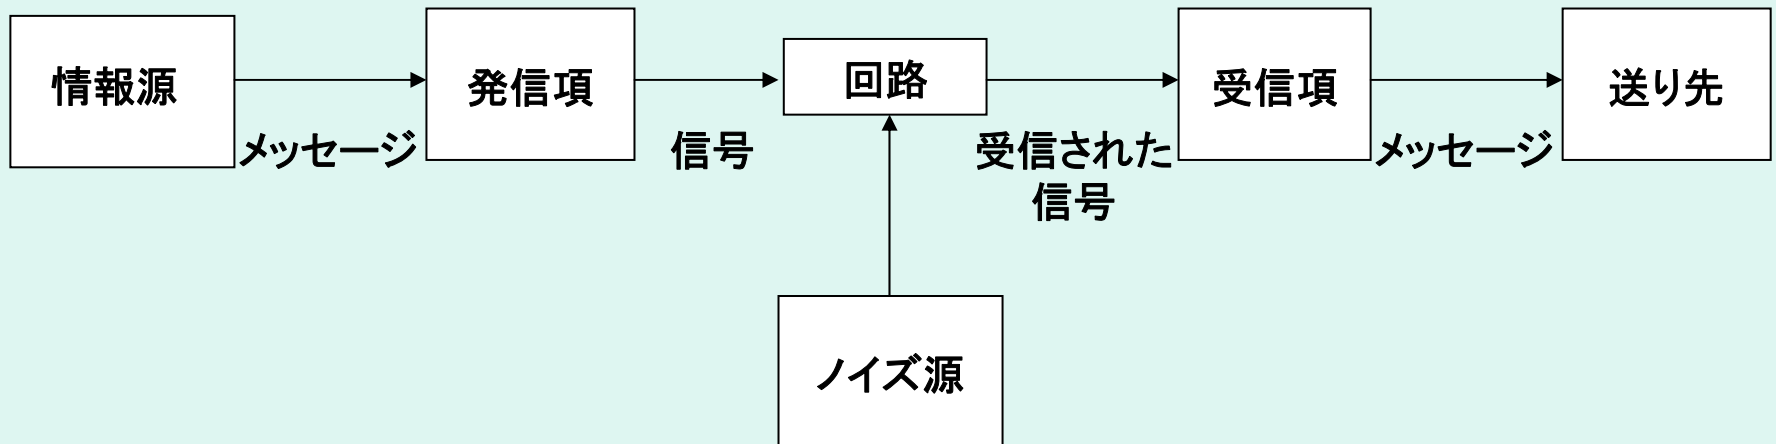 情報源
メッセージ
発信項
信号
回路
受信された
信号
受信項
メッセージ
送り先
ノイズ源